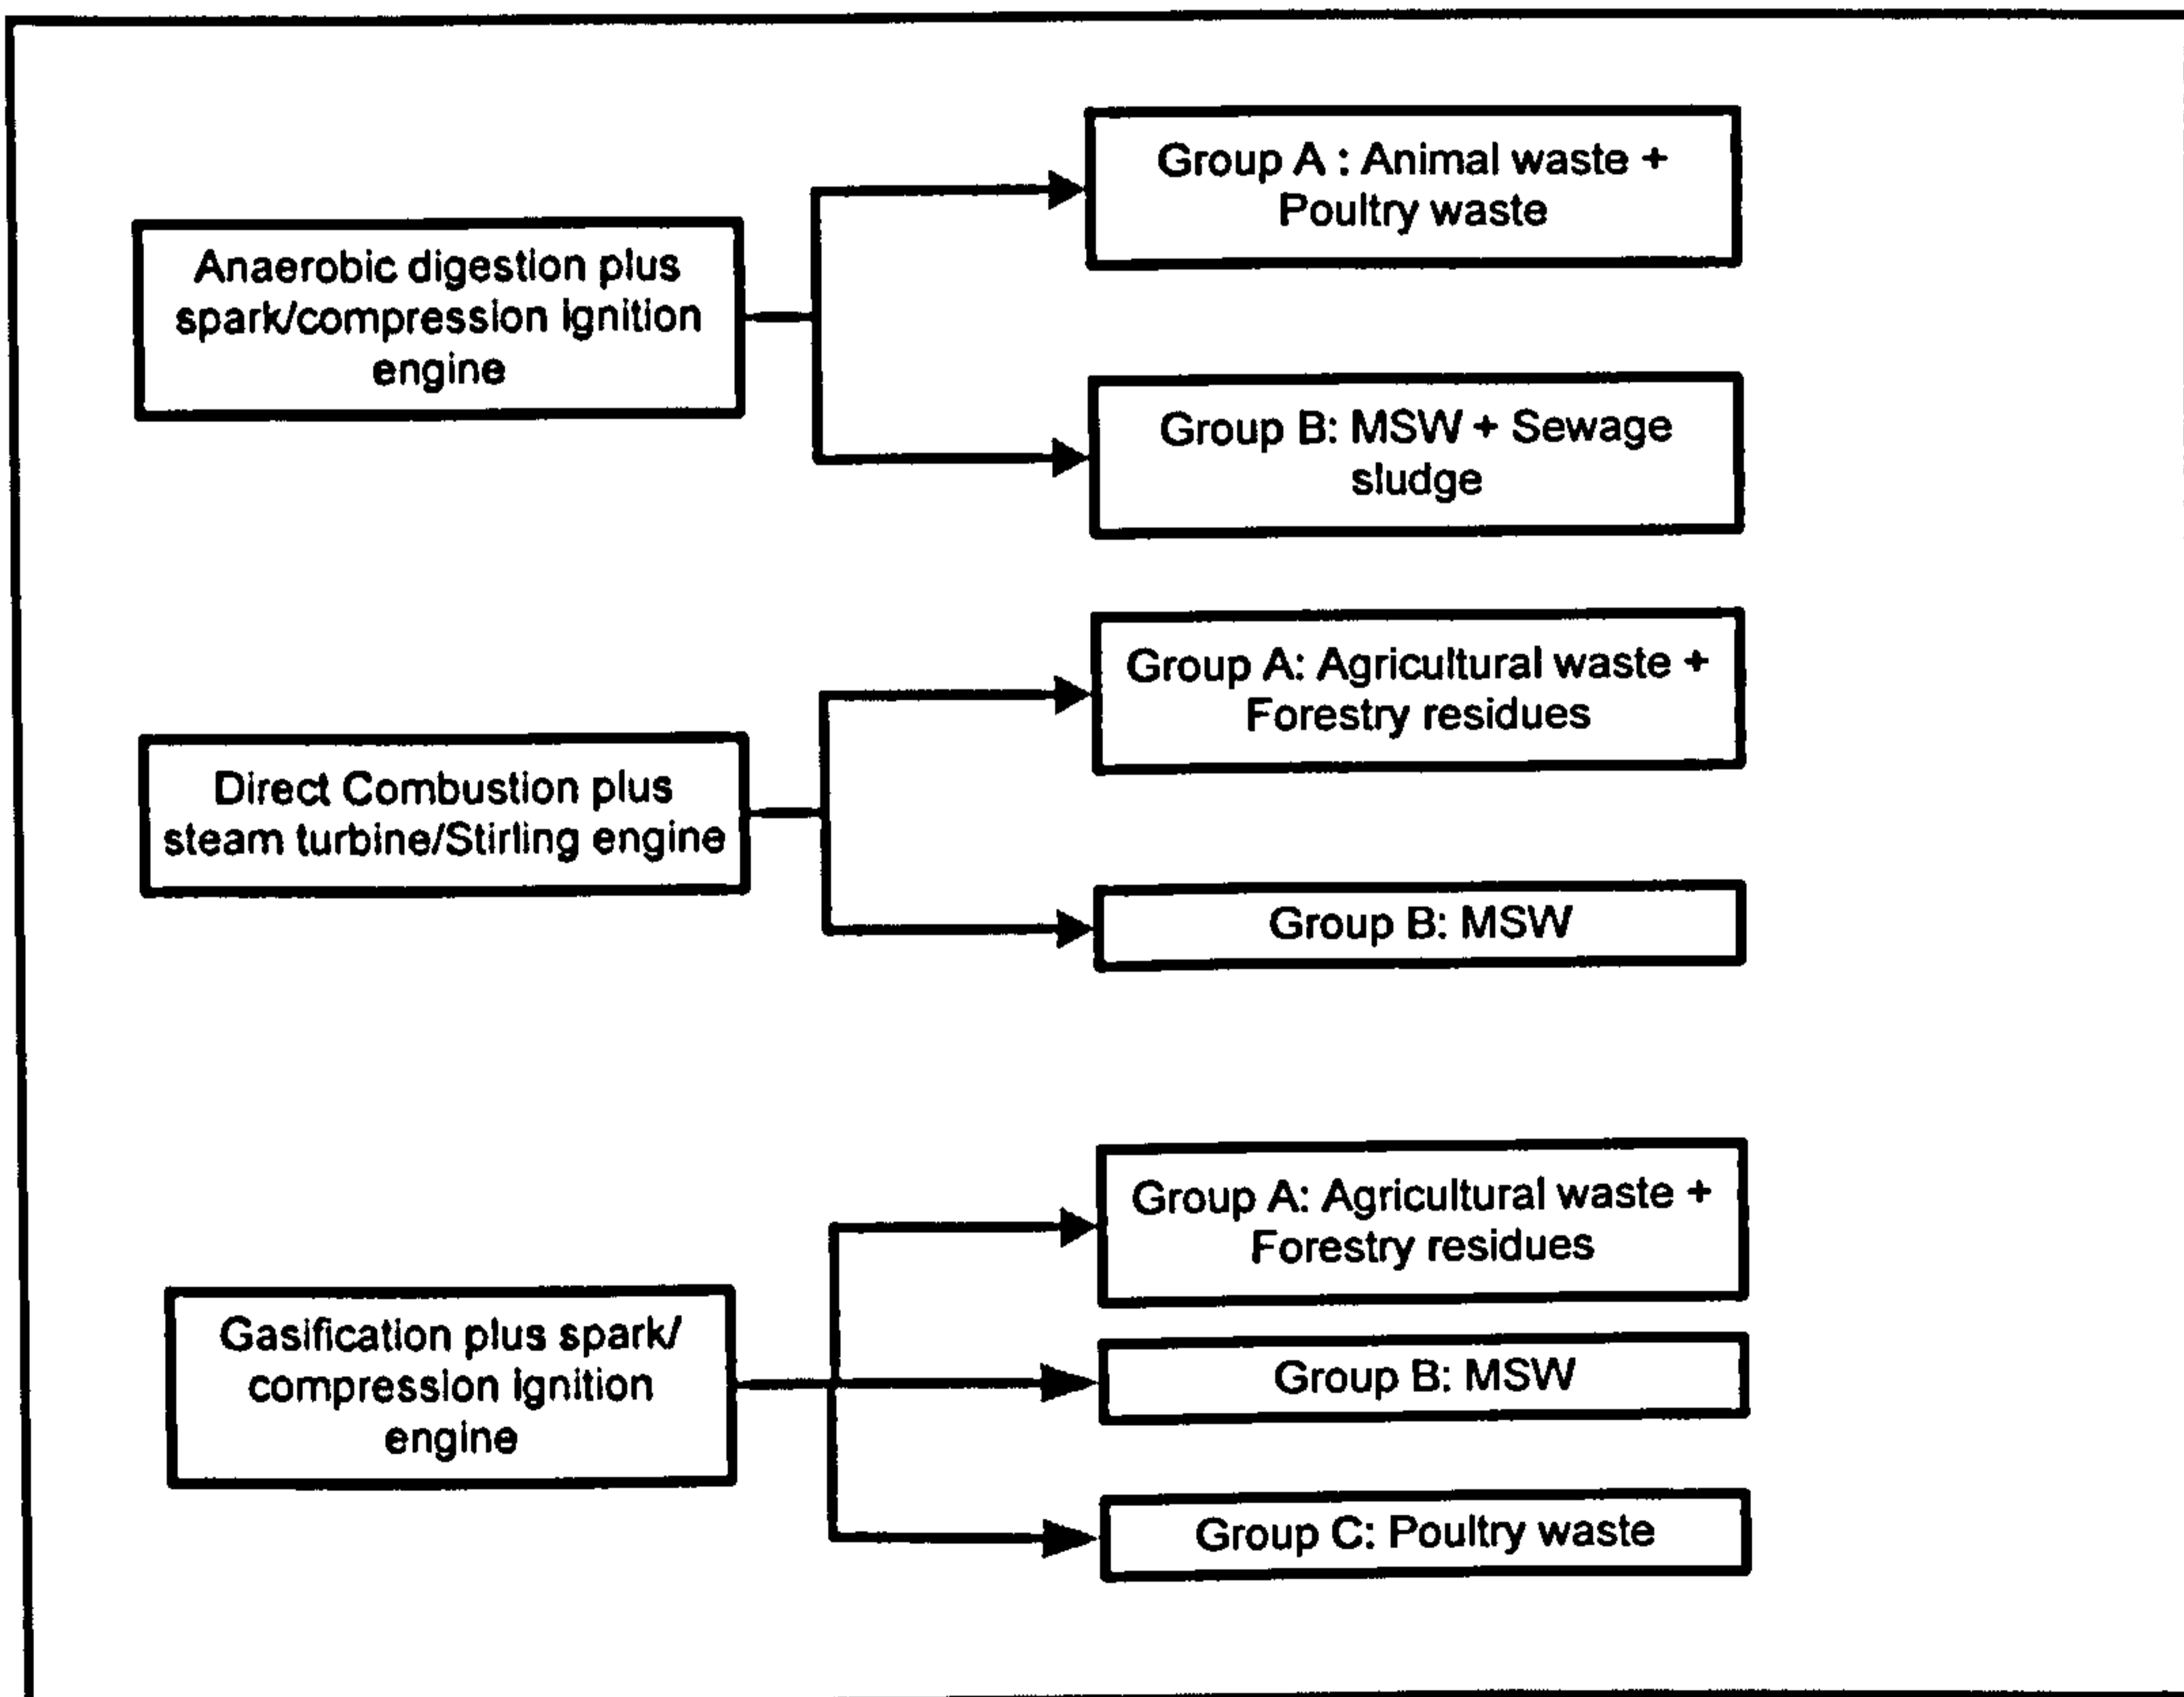 Group A : Animal waste +
Poultry waste
Anaerobic digestion plus
spark/compression ignition
engine
Group B: MSW + Sewage
sludge
Group A: Agricultural waste +
Forestry residues
Direct Combustion plus
steam turbine/Stirling engine
Group B: MSW
Group A: Agricultural waste +
Forestry residues
Gasification plus spark/
compression ignition
engine
Group B: MSW
Group C: Poultry waste